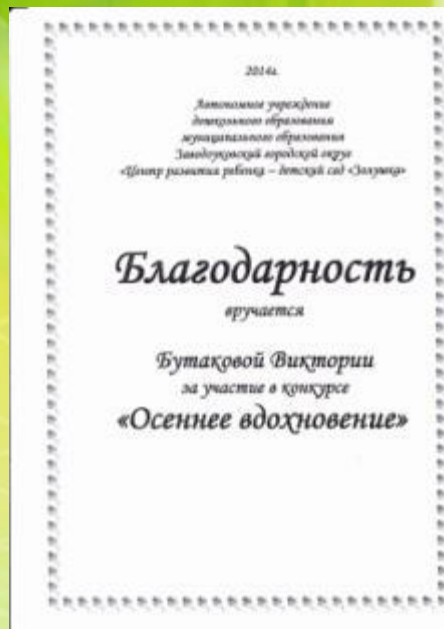 2014г.
Автономное учреждение
дошкольного образования
муниципального образования
Заводоуковский городской округ
«Центр развития ребенка – детский сад «Золушка»
Благодарность
вручается
Бутаковой Виктории
за участие в конкурсе
«Осеннее вдохновение»